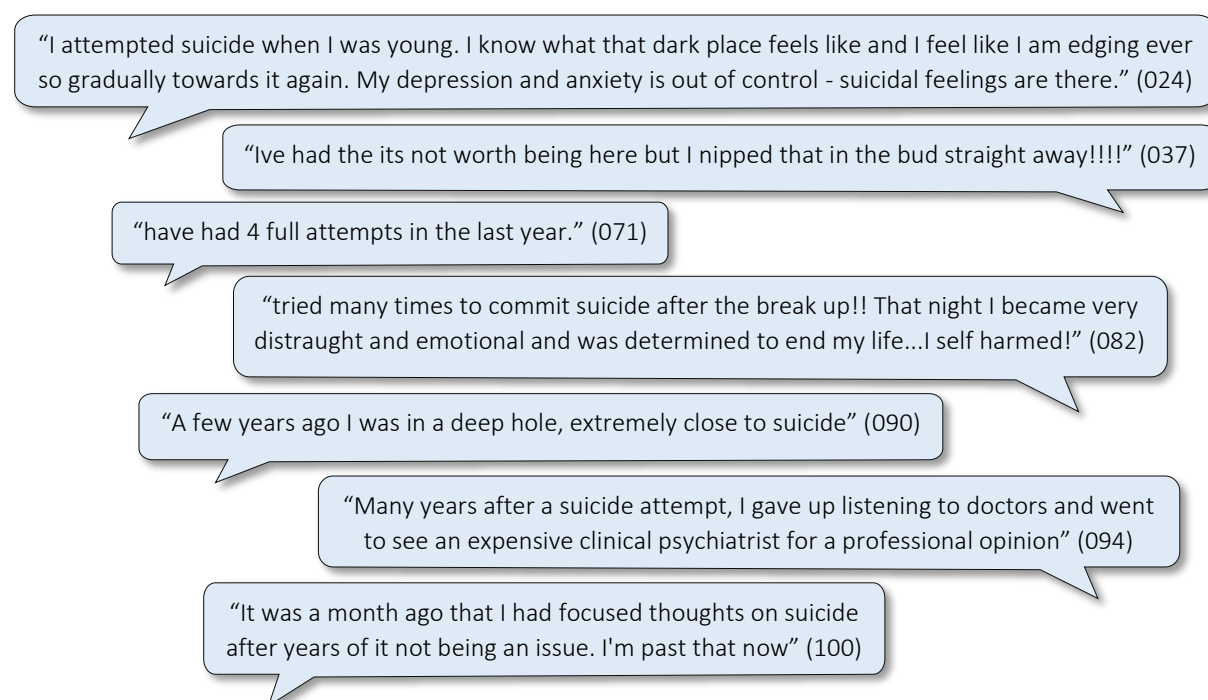 “I attempted suicide when I was young. I know what that dark place feels like and I feel like I am edging ever
so gradually towards it again. My depression and anxiety is out of control - suicidal feelings are there.” (024)
“Ive had the its not worth being here but I nipped that in the bud straight away!!!!” (037)
“have had 4 full attempts in the last year.” (071)
“tried many times to commit suicide after the break up!! That night I became very
distraught and emotional and was determined to end my life...I self harmed!” (082)
“A few years ago I was in a deep hole, extremely close to suicide” (090)
“Many years after a suicide attempt, I gave up listening to doctors and went
to see an expensive clinical psychiatrist for a professional opinion” (094)
“It was a month ago that I had focused thoughts on suicide
after years of it not being an issue. I'm past that now” (100)